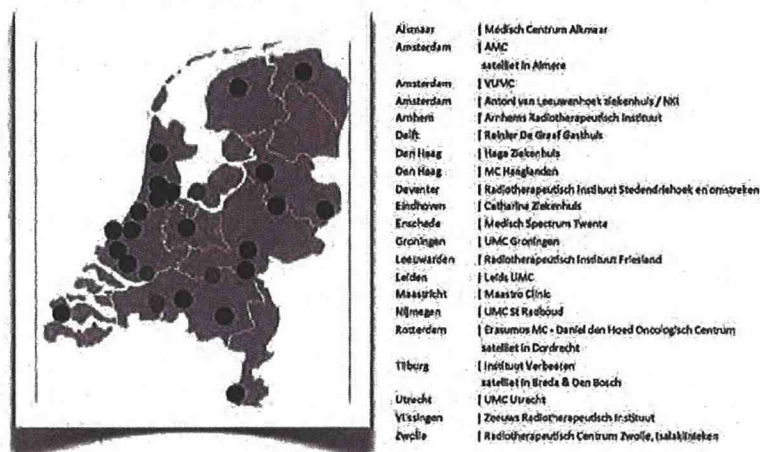 Alkmaar | Medisch Centrum Alkmaar
Amsterdam | AMC
satelliet in Almere
Amsterdam | VUMC
Amsterdam | Antoni van Leeuwenhoek ziekenhuis / NKI
Arnhem | Arnhems Radiotherapeutisch Instituut
Delft | Reinier De Graaf Gasthuis
Den Haag | Haga Ziekenhuis
Den Haag | MC Haaglanden
Deventer | Radiotherapeutisch Instituut Stedendriehoek en omstreken
Eindhoven | Catharina Ziekenhuis
Enschede | Medisch Spectrum Twente
Groningen | UMC Groningen
Leeuwarden | Radiotherapeutisch Instituut Friesland
Leiden | Leids UMC
Maastricht | Maastro Clinic
Nijmegen | UMC St Radboud
Rotterdam | Erasumus MC - Daniel den Hoed Oncologisch Centrum
satelliet in Dordrecht
Tilburg | Instituut Verbeeten
satelliet in Breda & Den Bosch
Utrecht | UMC Utrecht
Vlissingen | Zeeuws Radiotherapeutisch Instituut
Zwolle | Radiotherapeutisch Centrum Zwolle, Isalaklinieken